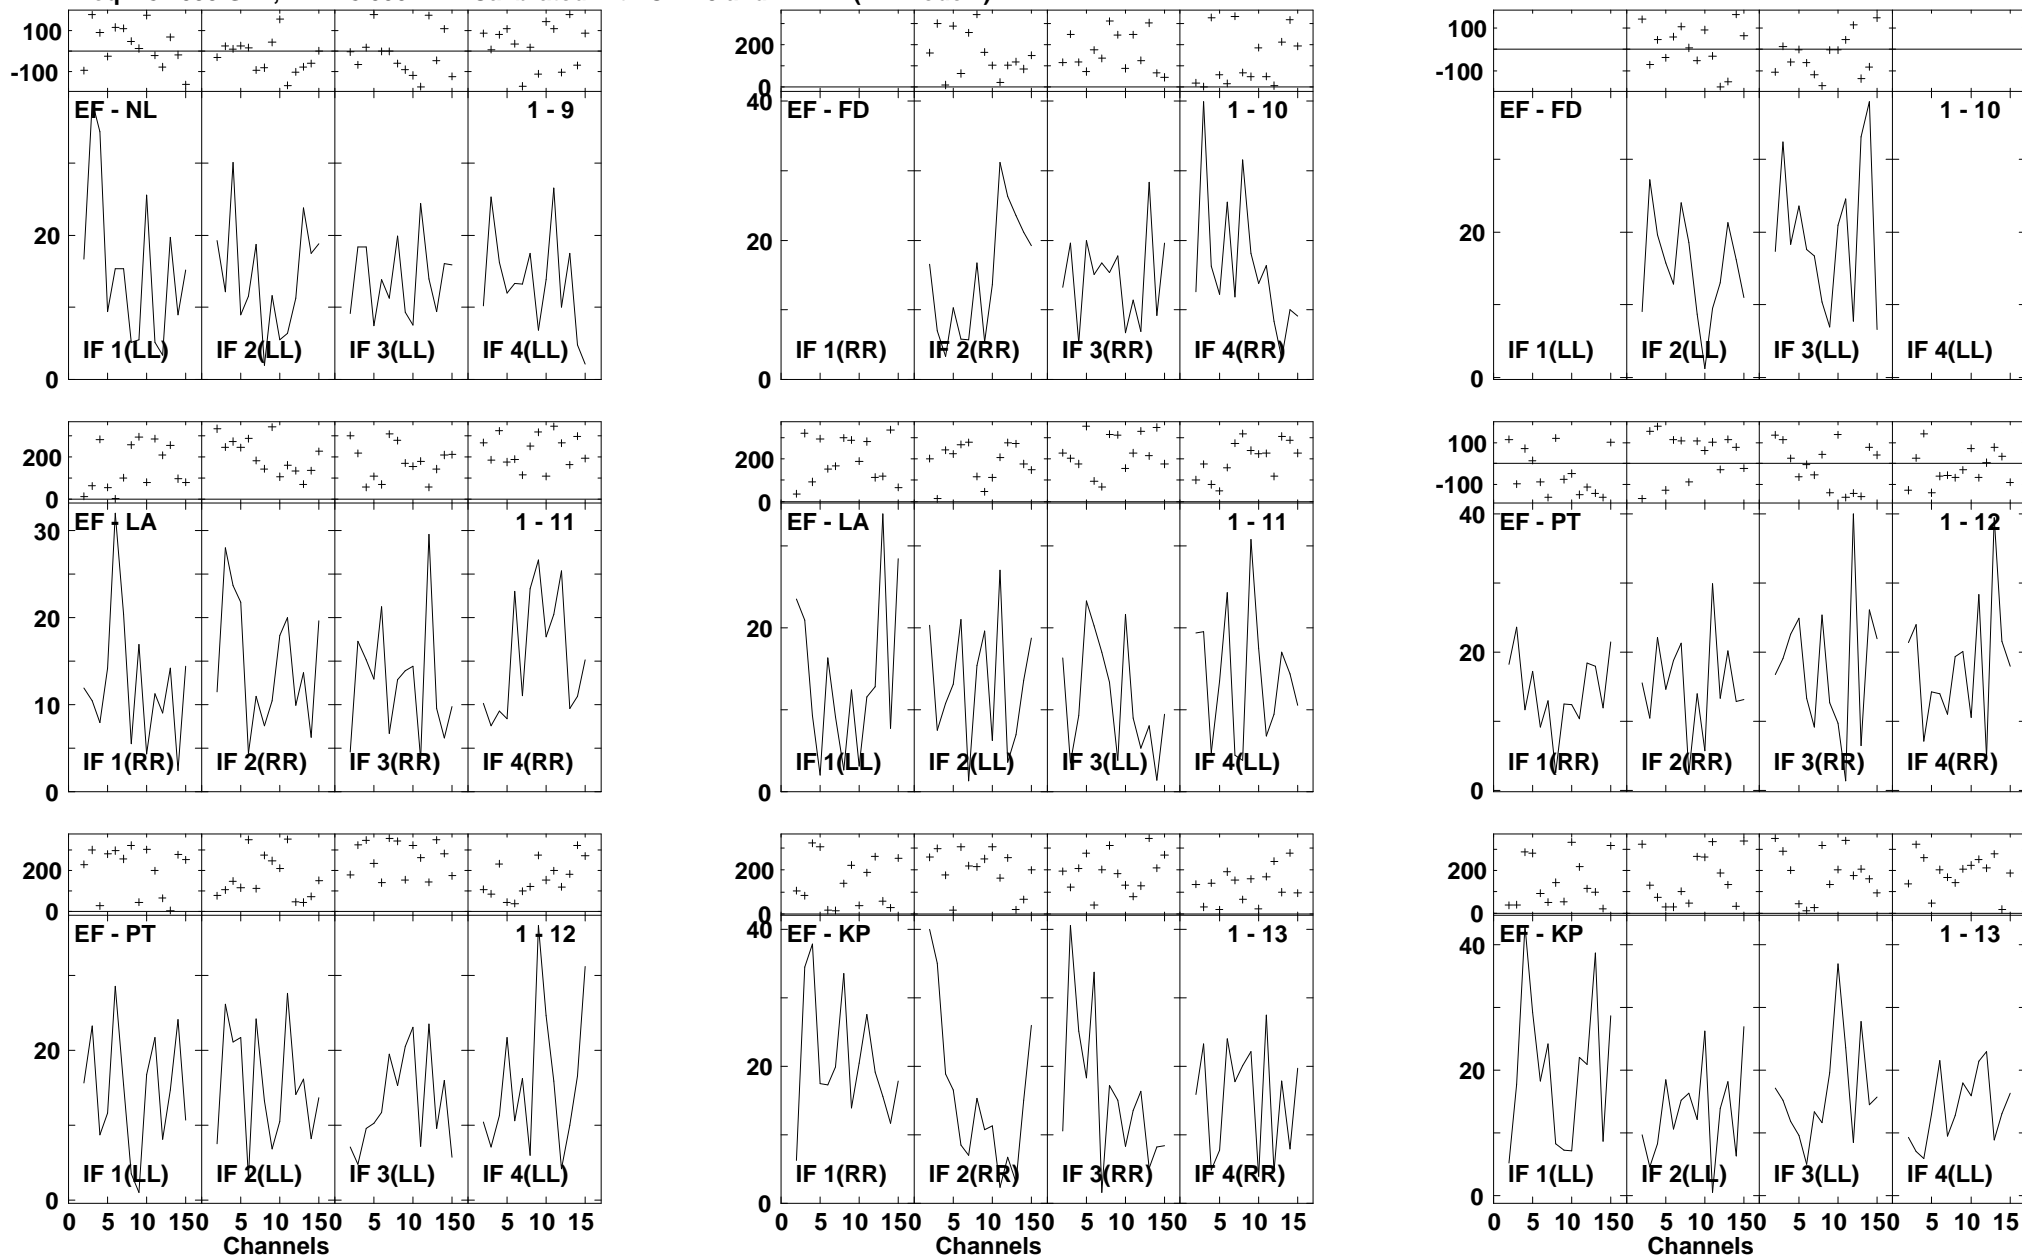 100
-100
EF - NL
1 - 9
20
0
IF 1(LL)
IF 2(LL)
IF 3(LL)
IF 4(LL)
200
0
40
EF - FD
1 - 10
20
0
IF 1(RR)
IF 2(RR)
IF 3(RR)
IF 4(RR)
100
-100
EF - FD
1 - 10
20
0
IF 1(LL)
IF 2(LL)
IF 3(LL)
IF 4(LL)
200
0
30
EF - LA
1 - 11
20
10
0
IF 1(RR)
IF 2(RR)
IF 3(RR)
IF 4(RR)
200
0
EF - LA
1 - 11
20
0
IF 1(LL)
IF 2(LL)
IF 3(LL)
IF 4(LL)
100
-100
40
EF - PT
1 - 12
20
0
IF 1(RR)
IF 2(RR)
IF 3(RR)
IF 4(RR)
200
0
EF - PT
1 - 12
20
0
IF 1(LL)
IF 2(LL)
IF 3(LL)
IF 4(LL)
0 5 10 15 0 5 10 15
Channels
200
0
40
EF - KP
1 - 13
20
0
IF 1(RR)
IF 2(RR)
IF 3(RR)
IF 4(RR)
0 5 10 15 0 5 10 15
Channels
200
0
40
EF - KP
1 - 13
20
0
IF 1(LL)
IF 2(LL)
IF 3(LL)
IF 4(LL)
0 5 10 15 0 5 10 15
Channels